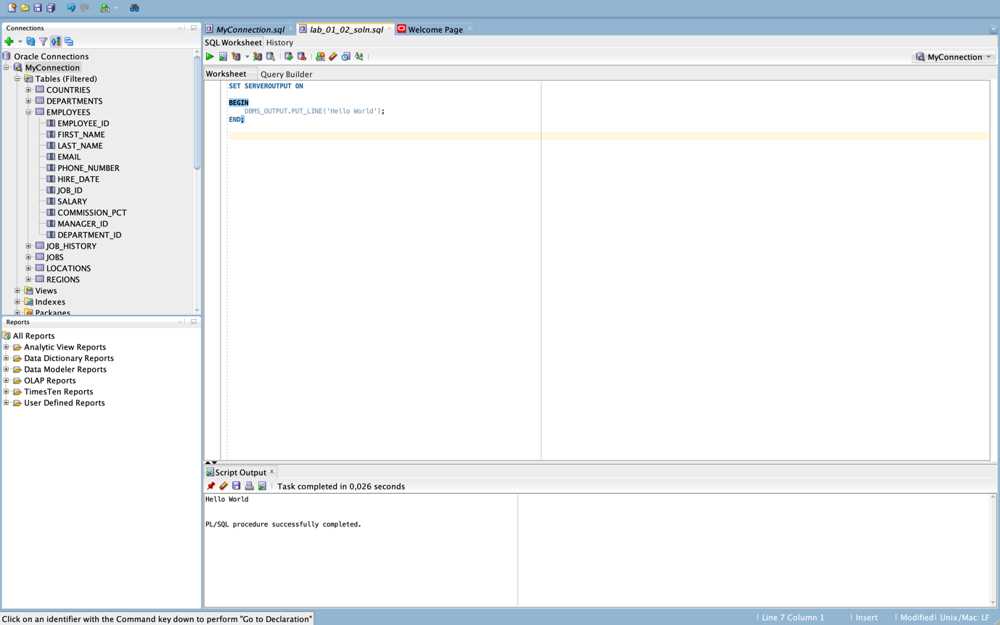 Connections
Oracle Connections
MyConnection
Tables (Filtered)
COUNTRIES
DEPARTMENTS
EMPLOYEES
EMPLOYEE_ID
FIRST_NAME
LAST_NAME
EMAIL
PHONE_NUMBER
HIRE_DATE
JOB_ID
SALARY
COMMISSION_PCT
MANAGER_ID
DEPARTMENT_ID
JOB_HISTORY
JOBS
LOCATIONS
REGIONS
Views
Indexes
Packages
Reports
All Reports
Analytic View Reports
Data Dictionary Reports
Data Modeler Reports
OLAP Reports
TimesTen Reports
User Defined Reports
MyConnection.sql lab_01_02_soln.sql Welcome Page
SQL Worksheet History
MyConnection
Worksheet Query Builder
SET SERVEROUTPUT ON
BEGIN
DBMS_OUTPUT.PUT_LINE('Hello World');
END;
Script Output
Task completed in 0,026 seconds
Hello World
PL/SQL procedure successfully completed.
Click on an identifier with the Command key down to perform "Go to Declaration"
Line 7 Column 1 Insert Modified Unix/Mac: LF